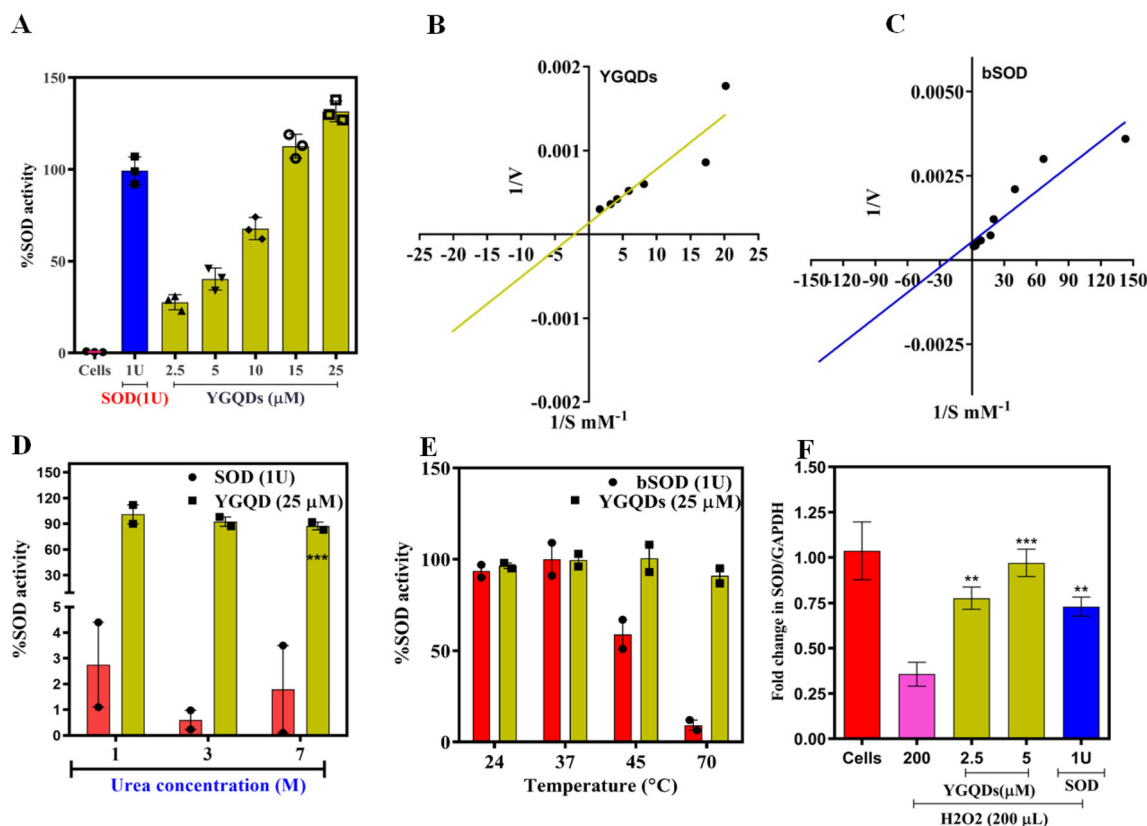 A
%SOD activity
150
100
50
0
Cells 1U 2.5 5 10 15 25
SOD(1U) YGQDs (μM)
B
YGQDs
1/V
0.002
0.001
-0.001
-0.002
-25 -20 -15 -10 -5 5 10 15 20 25
1/S mM⁻¹
C
bSOD
1/V
0.0050
0.0025
-0.0025
-150 -120 -90 -60 -30 30 60 90 120 150
1/S mM⁻¹
D
SOD (1U)
YGQD (25 μM)
%SOD activity
150
120
90
60
30
5
4
3
2
1
0
***
1 3 7
Urea concentration (M)
E
bSOD (1U)
YGQDs (25 μM)
%SOD activity
150
100
50
0
24 37 45 70
Temperature (°C)
F
Fold change in SOD/GAPDH
1.50
1.25
1.00
0.75
0.50
0.25
0.00
** *** **
Cells 200 2.5 5 1U
YGQDs(μM) SOD
H2O2 (200 μL)